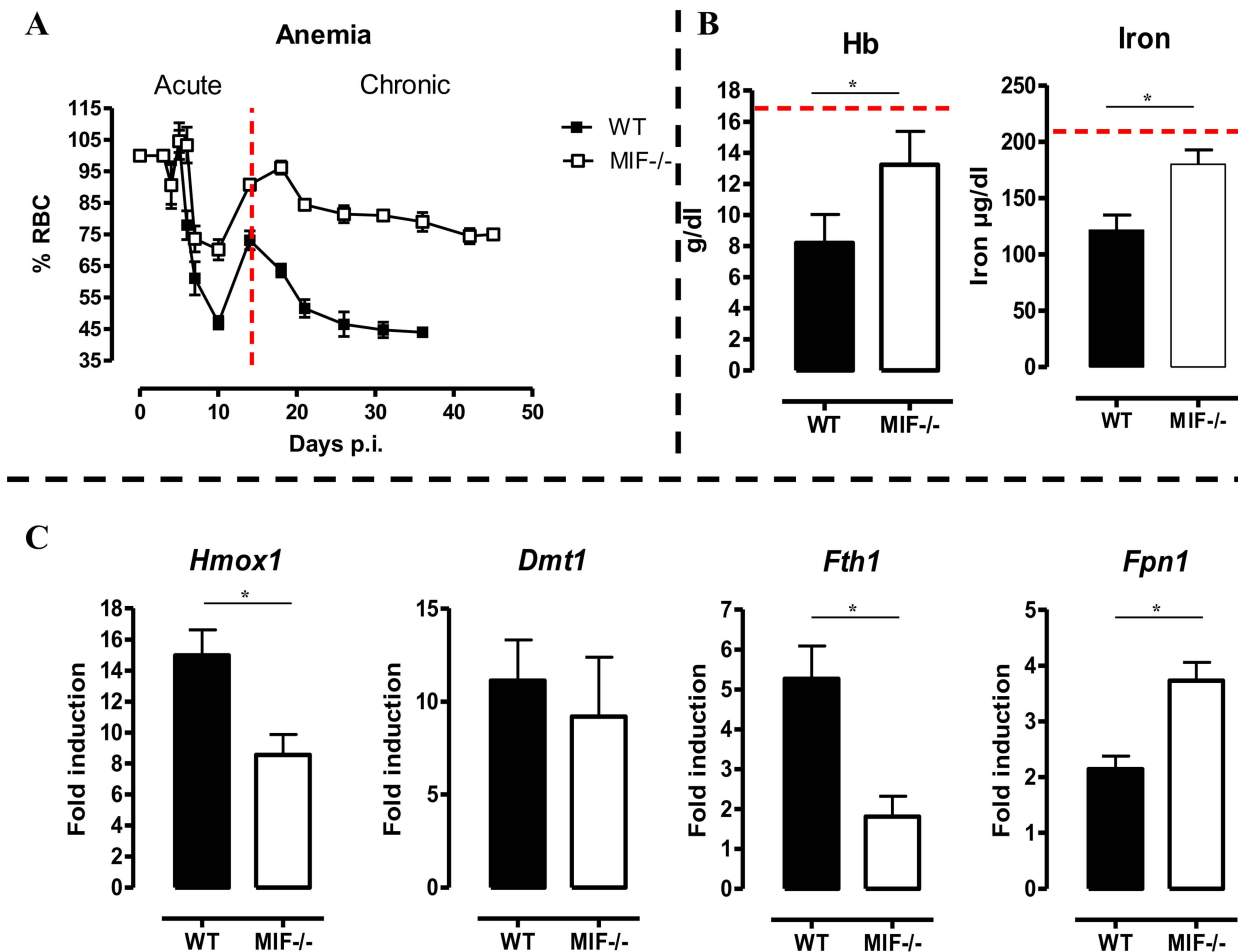 A
Anemia
Acute
Chronic
115
105
95
85
75
65
55
45
35
% RBC
0
10
20
30
40
50
Days p.i.
WT
MIF-/-
B
Hb
*
18
16
14
12
10
8
6
4
2
0
g/dl
WT
MIF-/-
Iron
*
250
200
150
100
50
0
Iron µg/dl
WT
MIF-/-
C
Hmox1
*
18
16
14
12
10
8
6
4
2
0
Fold induction
WT
MIF-/-
Dmt1
15
10
5
0
Fold induction
WT
MIF-/-
Fth1
*
7
6
5
4
3
2
1
0
Fold induction
WT
MIF-/-
Fpn1
*
5
4
3
2
1
0
Fold induction
WT
MIF-/-